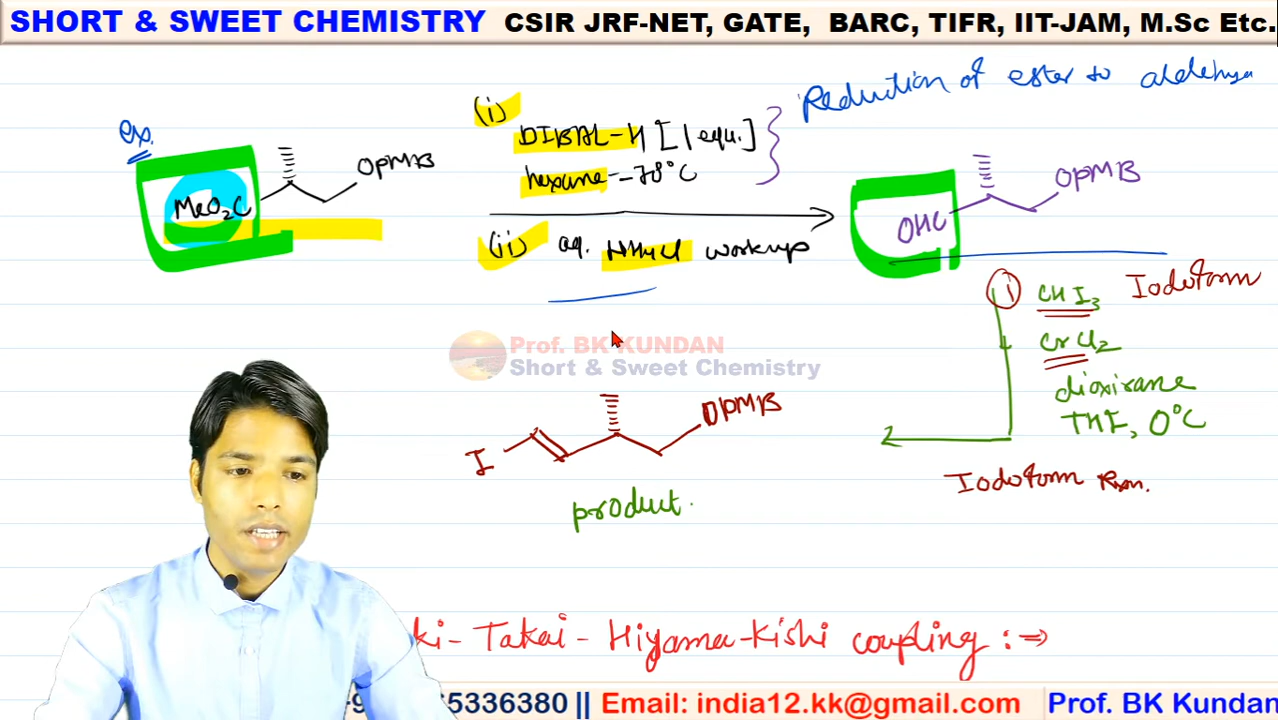 SHORT & SWEET CHEMISTRY CSIR JRF-NET, GATE, BARC, TIFR, IIT-JAM, M.Sc Etc.
Reduction of ester to aldehya
ex.
(i)
DIBAL-H [1 equ.]
hexane -78°C
MeO2C OPMB
OHC OPMB
(ii) aq. NH4Cl workup
(i) CHI3 Iodoform
CrCl2
dioxirane
THF, 0°C
Iodoform Rxn.
Prof. BK KUNDAN
Short & Sweet Chemistry
I OPMB
product.
ki-Takai-Hiyama-Kishi coupling :⇒
5336380 || Email: india12.kk@gmail.com
Prof. BK Kundan